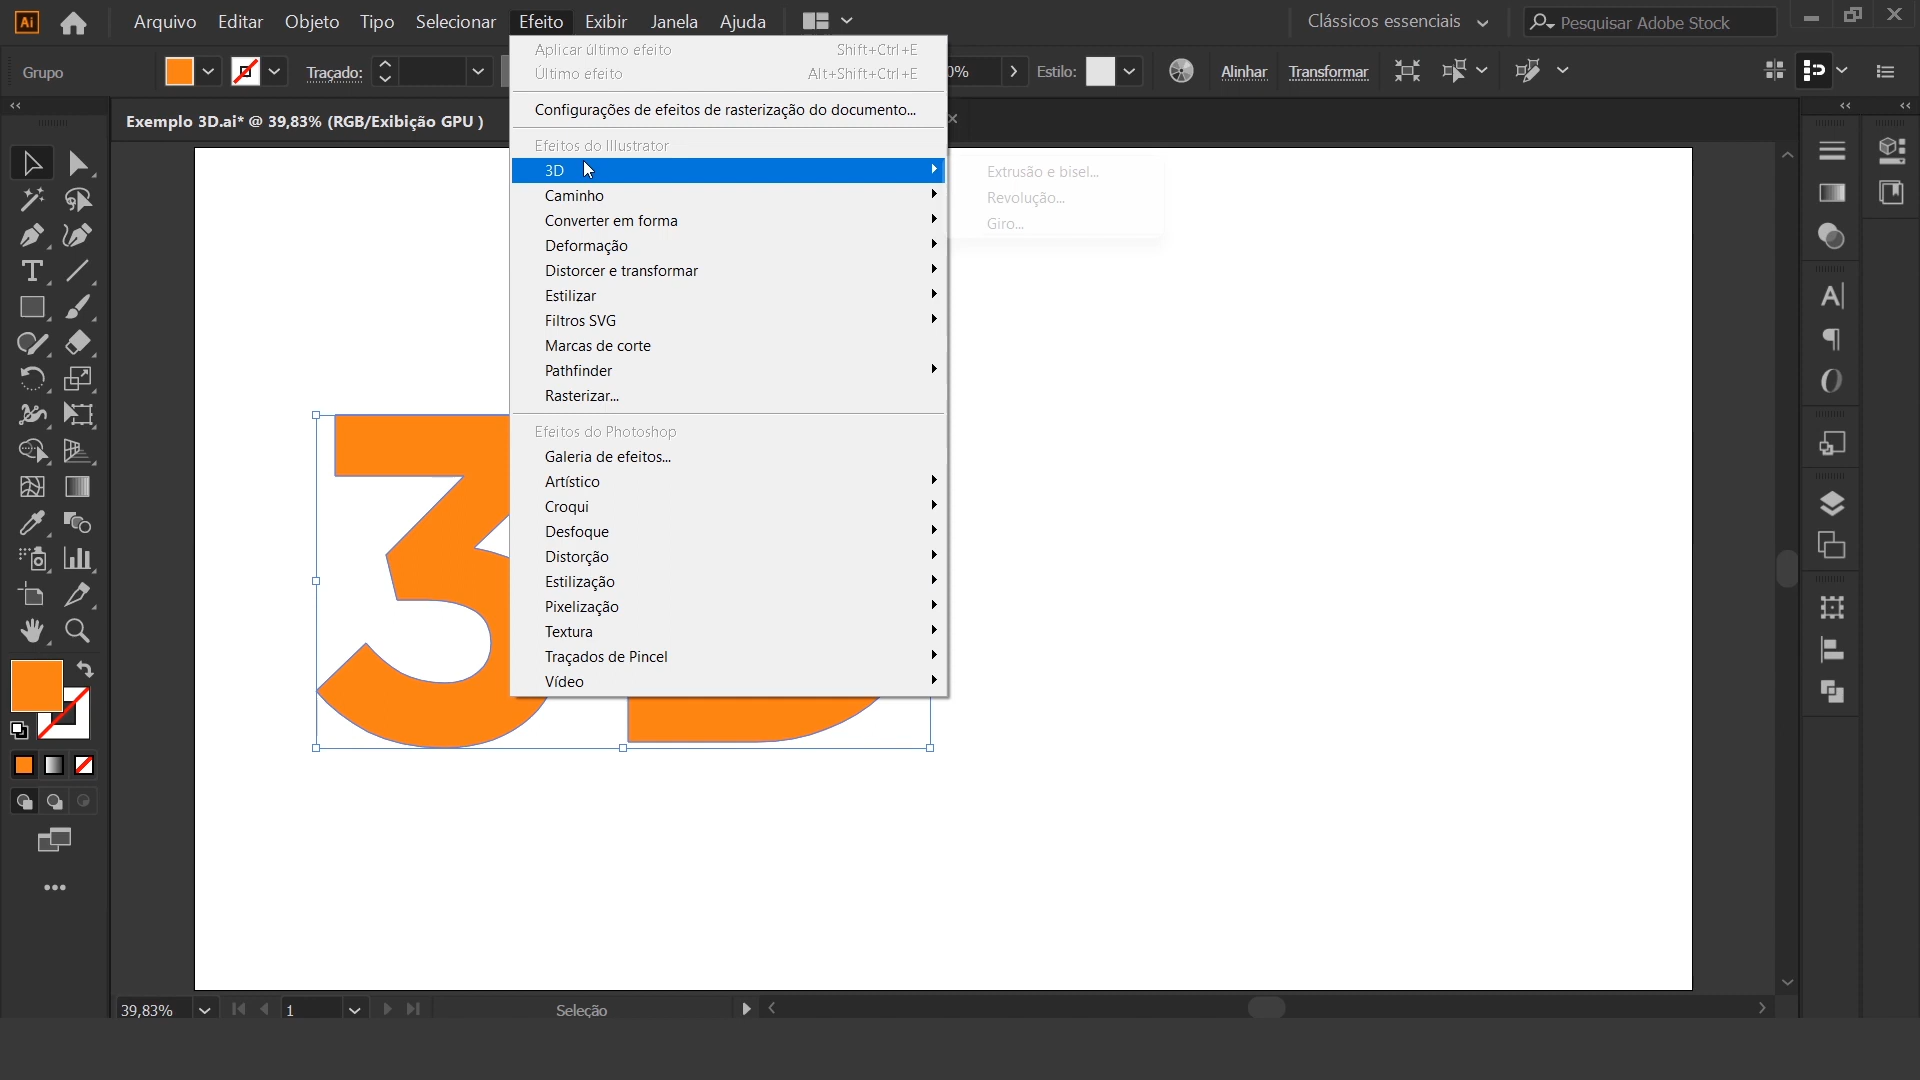 Ai Arquivo Editar Objeto Tipo Selecionar Efeito Exibir Janela Ajuda Clássicos essenciais Pesquisar Adobe Stock
Grupo Traçado: 0% Estilo: Alinhar Transformar
Exemplo 3D.ai* @ 39,83% (RGB/Exibição GPU )
Aplicar último efeito Shift+Ctrl+E
Último efeito Alt+Shift+Ctrl+E
Configurações de efeitos de rasterização do documento...
Efeitos do Illustrator
3D
Caminho
Converter em forma
Deformação
Distorcer e transformar
Estilizar
Filtros SVG
Marcas de corte
Pathfinder
Rasterizar...
Efeitos do Photoshop
Galeria de efeitos...
Artístico
Croqui
Desfoque
Distorção
Estilização
Pixelização
Textura
Traçados de Pincel
Vídeo
Extrusão e bisel...
Revolução...
Giro...
3
39,83% 1 Seleção